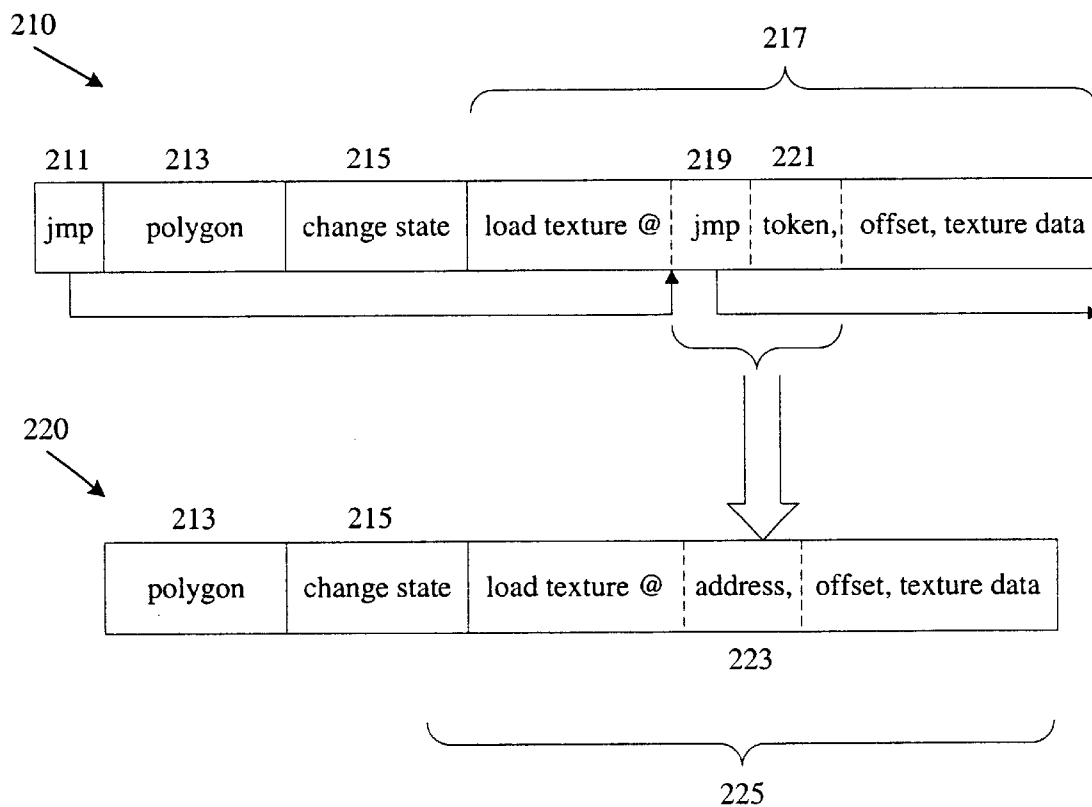 210
217
211 213 215 219 221
jmp polygon change state load texture @ jmp token, offset, texture data
220
213 215
polygon change state load texture @ address, offset, texture data
223
225